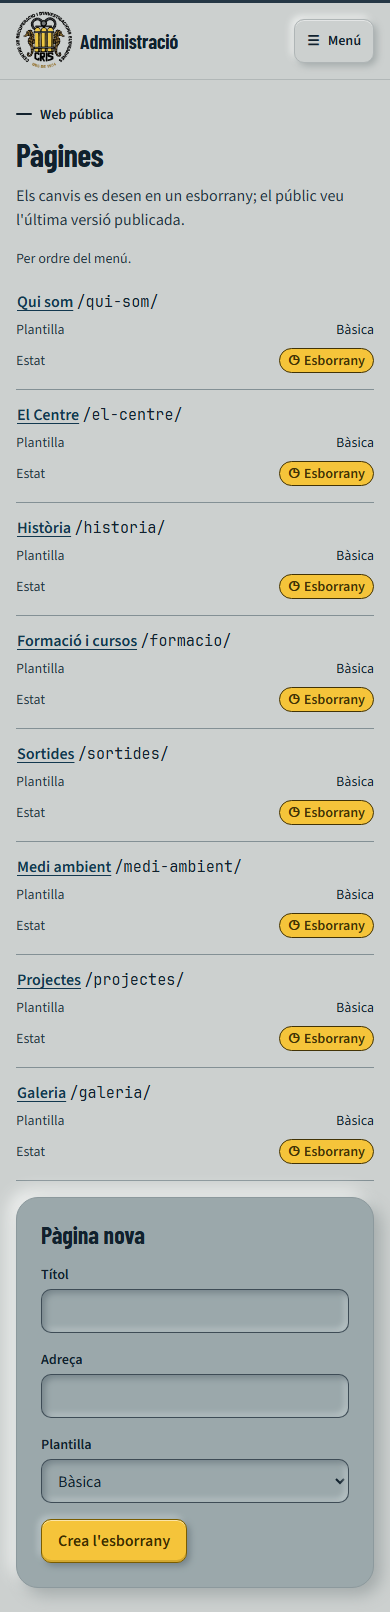 CRIS
Administració
☰ Menú
Web pública
Pàgines
Els canvis es desen en un esborrany; el públic veu
l'última versió publicada.
Per ordre del menú.
Qui som /qui-som/
Plantilla Bàsica
Estat Esborrany
El Centre /el-centre/
Plantilla Bàsica
Estat Esborrany
Història /historia/
Plantilla Bàsica
Estat Esborrany
Formació i cursos /formacio/
Plantilla Bàsica
Estat Esborrany
Sortides /sortides/
Plantilla Bàsica
Estat Esborrany
Medi ambient /medi-ambient/
Plantilla Bàsica
Estat Esborrany
Projectes /projectes/
Plantilla Bàsica
Estat Esborrany
Galeria /galeria/
Plantilla Bàsica
Estat Esborrany
Pàgina nova
Títol
Adreça
Plantilla
Bàsica
Crea l'esborrany